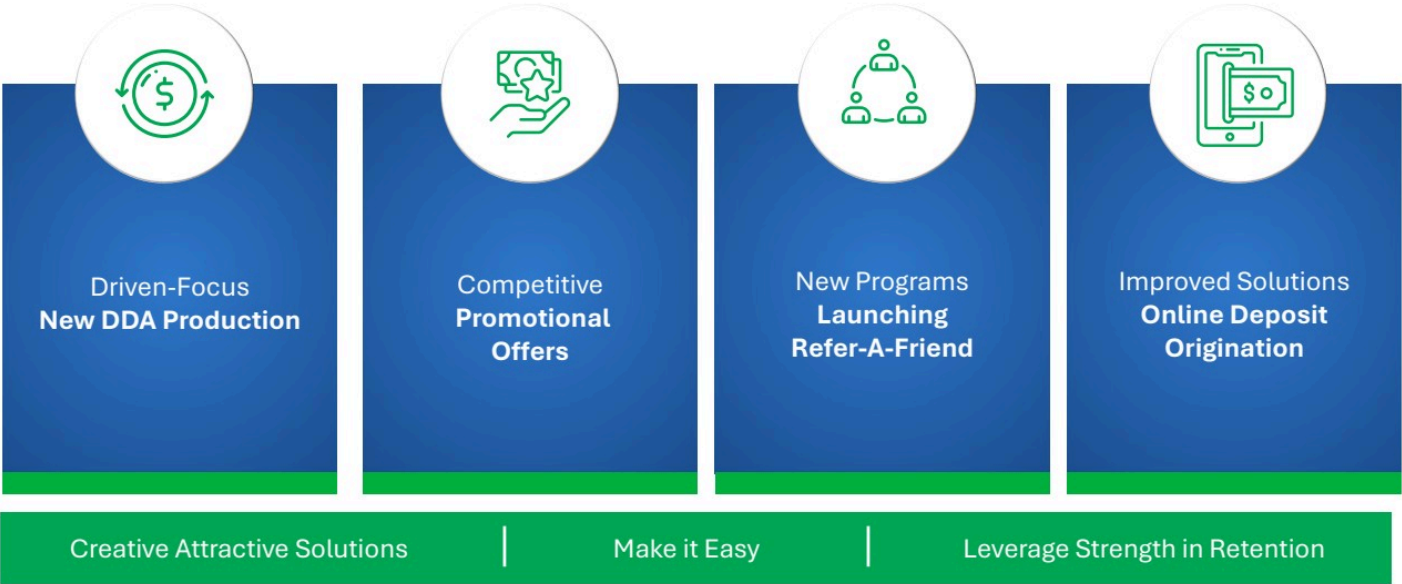 Driven-Focus
New DDA Production
Competitive
Promotional
Offers
New Programs
Launching
Refer-A-Friend
Improved Solutions
Online Deposit
Origination
Creative Attractive Solutions
Make it Easy
Leverage Strength in Retention